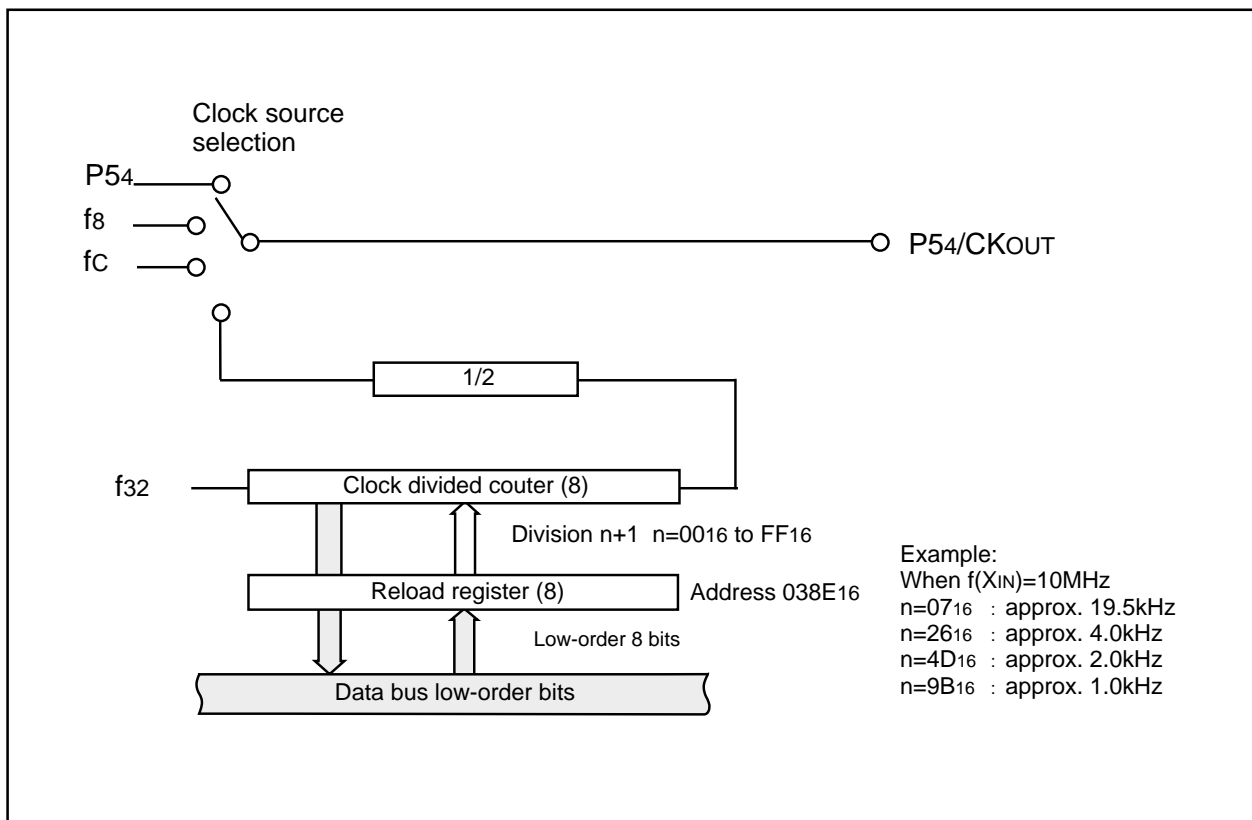 Clock source
selection
P54
f8
fC
P54/CKOUT
1/2
f32
Clock divided couter (8)
Division n+1 n=0016 to FF16
Reload register (8)
Address 038E16
Low-order 8 bits
Data bus low-order bits
Example:
When f(XIN)=10MHz
n=0716 : approx. 19.5kHz
n=2616 : approx. 4.0kHz
n=4D16 : approx. 2.0kHz
n=9B16 : approx. 1.0kHz